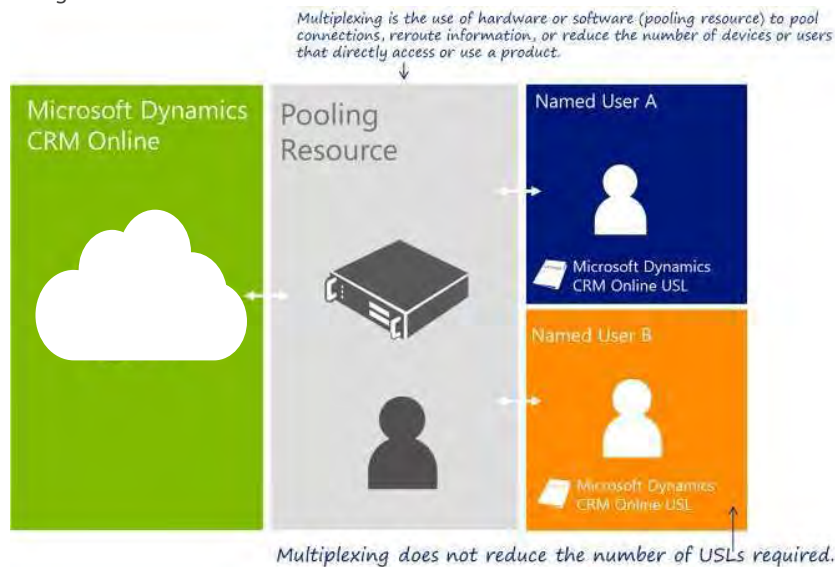 Multiplexing is the use of hardware or software (pooling resource) to pool
connections, reroute information, or reduce the number of devices or users
that directly access or use a product.
Microsoft Dynamics
CRM Online
Pooling
Resource
Named User A
Microsoft Dynamics
CRM Online USL
Named User B
Microsoft Dynamics
CRM Online USL
Multiplexing does not reduce the number of USLs required.